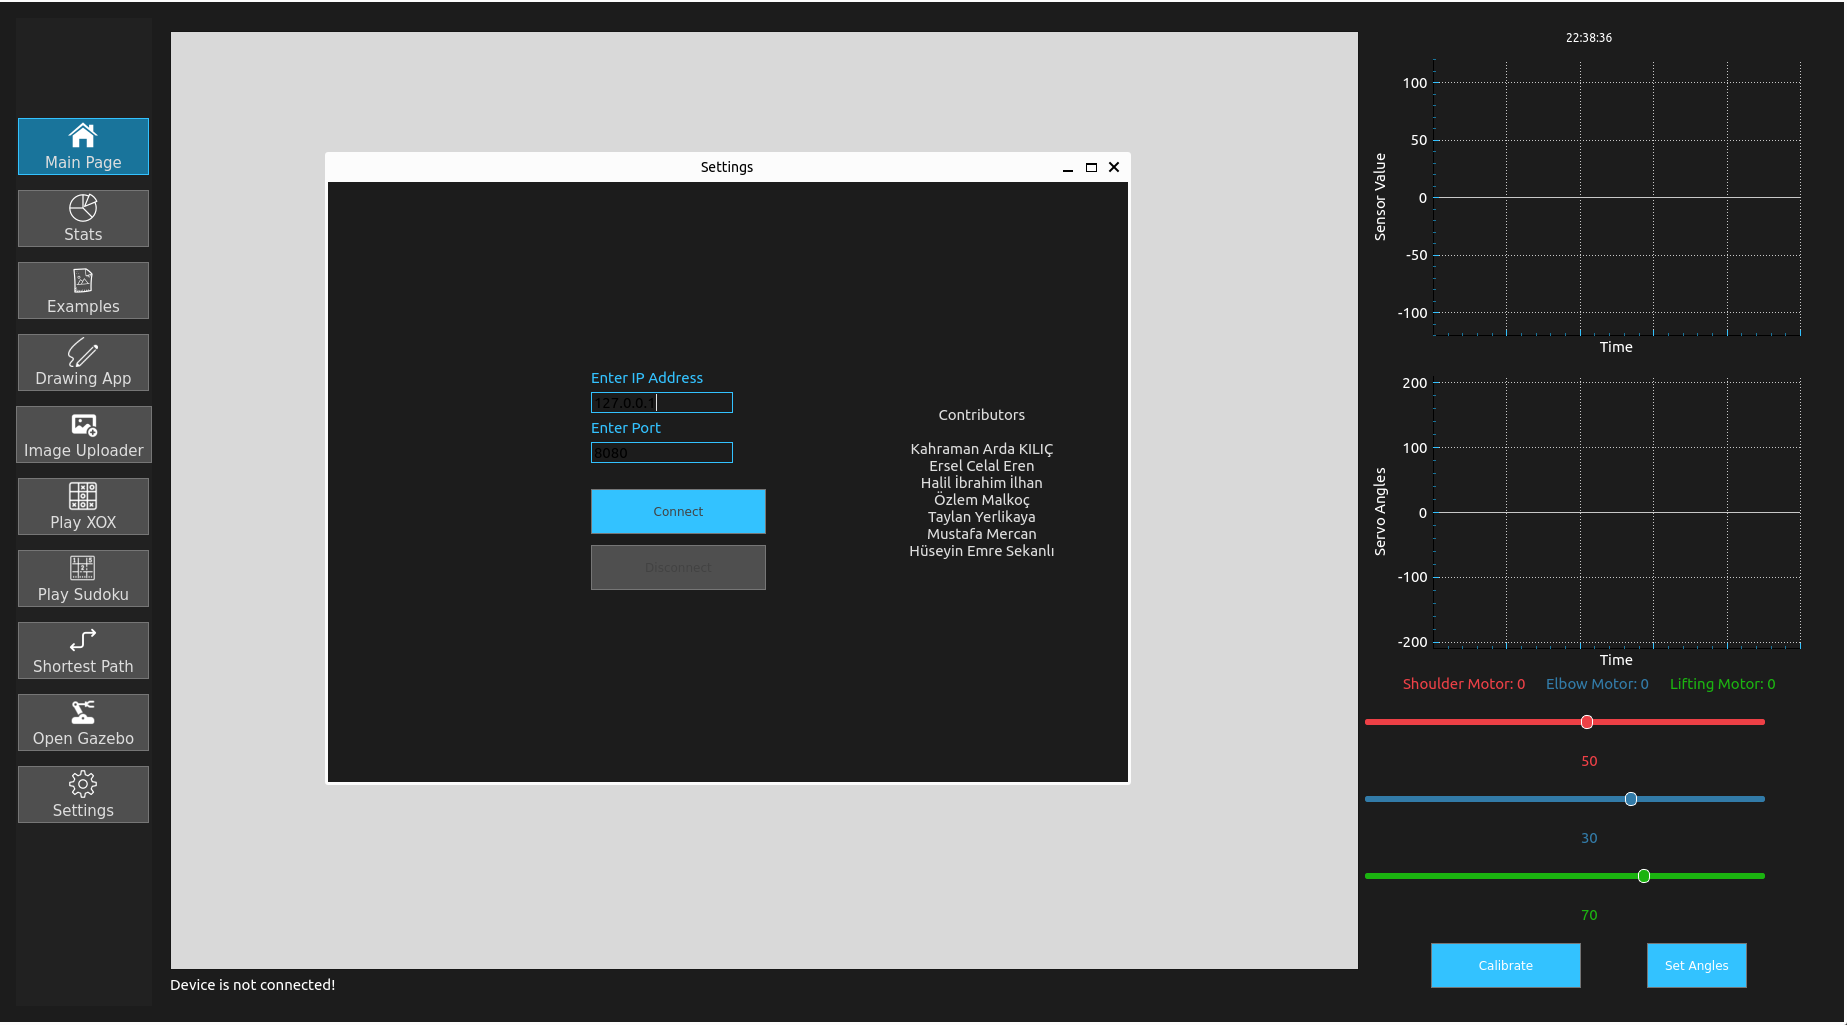 Main Page
Stats
Examples
Drawing App
Image Uploader
Play XOX
Play Sudoku
Shortest Path
Open Gazebo
Settings
Settings
Enter IP Address
127.0.0.1
Enter Port
8080
Connect
Disconnect
Contributors
Kahraman Arda KILIÇ
Ersel Celal Eren
Halil İbrahim İlhan
Özlem Malkoç
Taylan Yerlikaya
Mustafa Mercan
Hüseyin Emre Sekanlı
Device is not connected!
22:38:36
Sensor Value
100
50
0
-50
-100
Time
Servo Angles
200
100
0
-100
-200
Time
Shoulder Motor: 0 Elbow Motor: 0 Lifting Motor: 0
50
30
70
Calibrate Set Angles